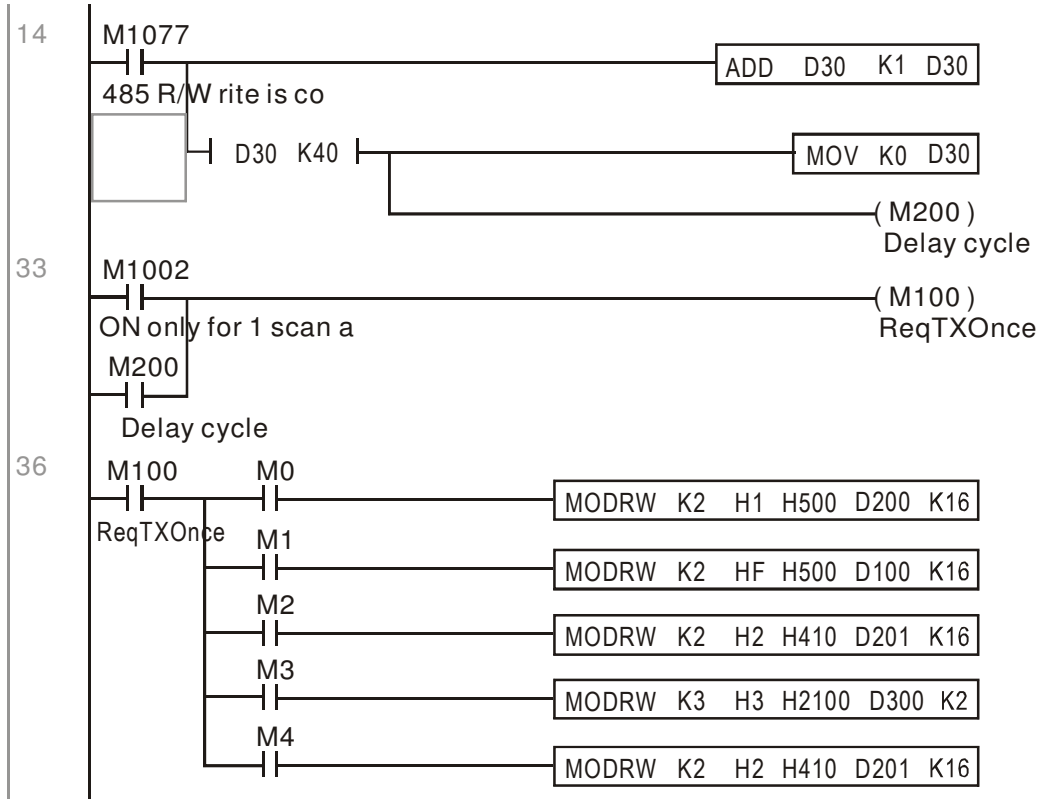 14
M1077
ADD D30 K1 D30
485 R/W rite is co
D30 K40
MOV K0 D30
( M200 )
Delay cycle
33
M1002
( M100 )
ON only for 1 scan a
ReqTXOnce
M200
Delay cycle
36
M100 M0
MODRW K2 H1 H500 D200 K16
ReqTXOnce
M1
MODRW K2 HF H500 D100 K16
M2
MODRW K2 H2 H410 D201 K16
M3
MODRW K3 H3 H2100 D300 K2
M4
MODRW K2 H2 H410 D201 K16